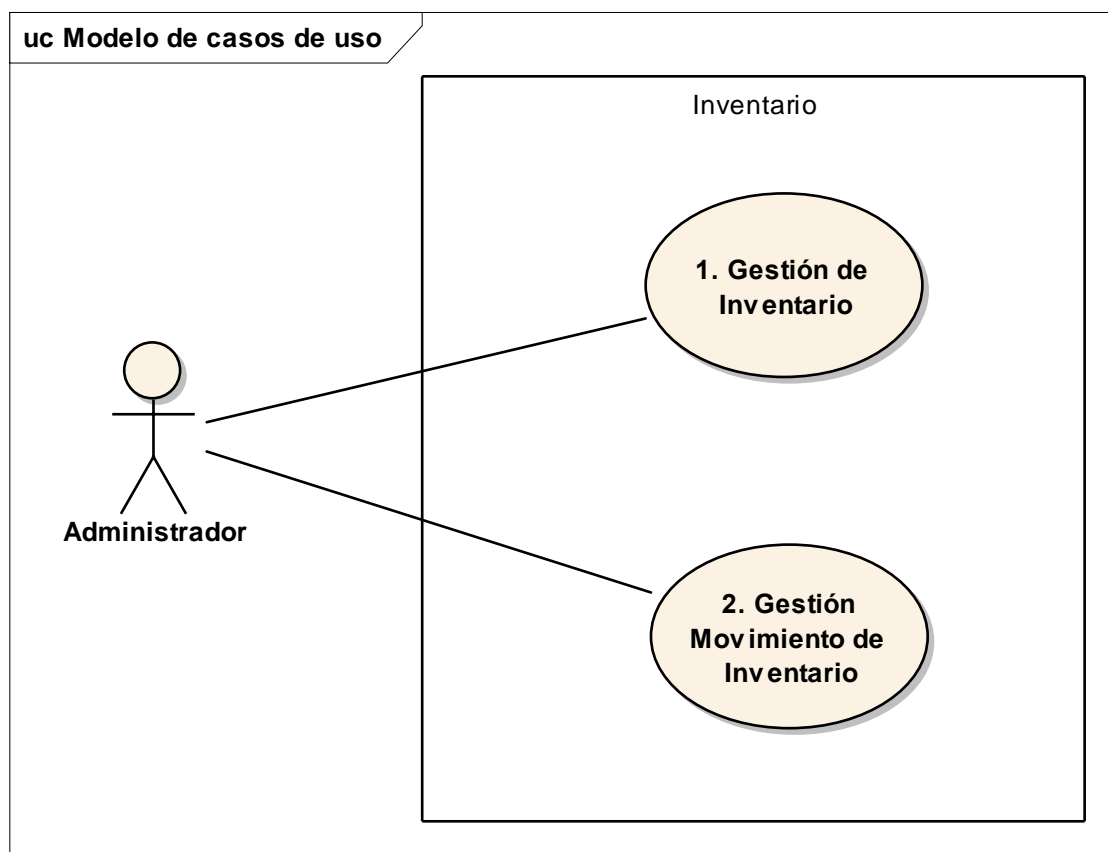 uc Modelo de casos de uso
Inventario
1. Gestión de
Inventario
Administrador
2. Gestión
Movimiento de
Inventario